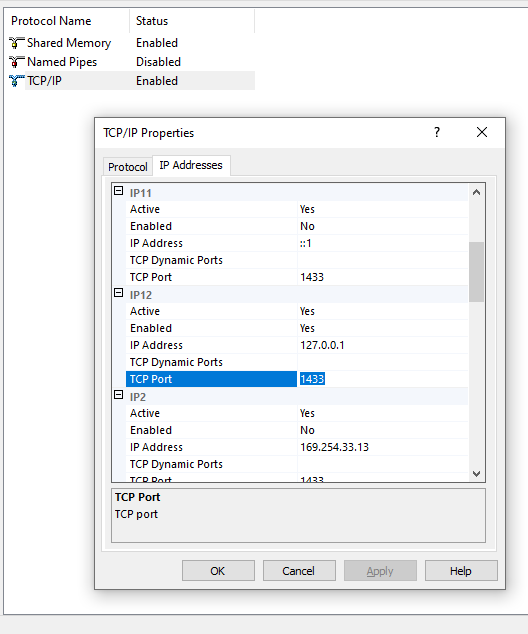 Protocol Name Status
Shared Memory Enabled
Named Pipes Disabled
TCP/IP Enabled
TCP/IP Properties ?
Protocol IP Addresses
IP11
Active Yes
Enabled No
IP Address ::1
TCP Dynamic Ports
TCP Port 1433
IP12
Active Yes
Enabled Yes
IP Address 127.0.0.1
TCP Dynamic Ports
TCP Port 1433
IP2
Active Yes
Enabled No
IP Address 169.254.33.13
TCP Dynamic Ports
TCP Port 1433
TCP Port
TCP port
OK Cancel Apply Help